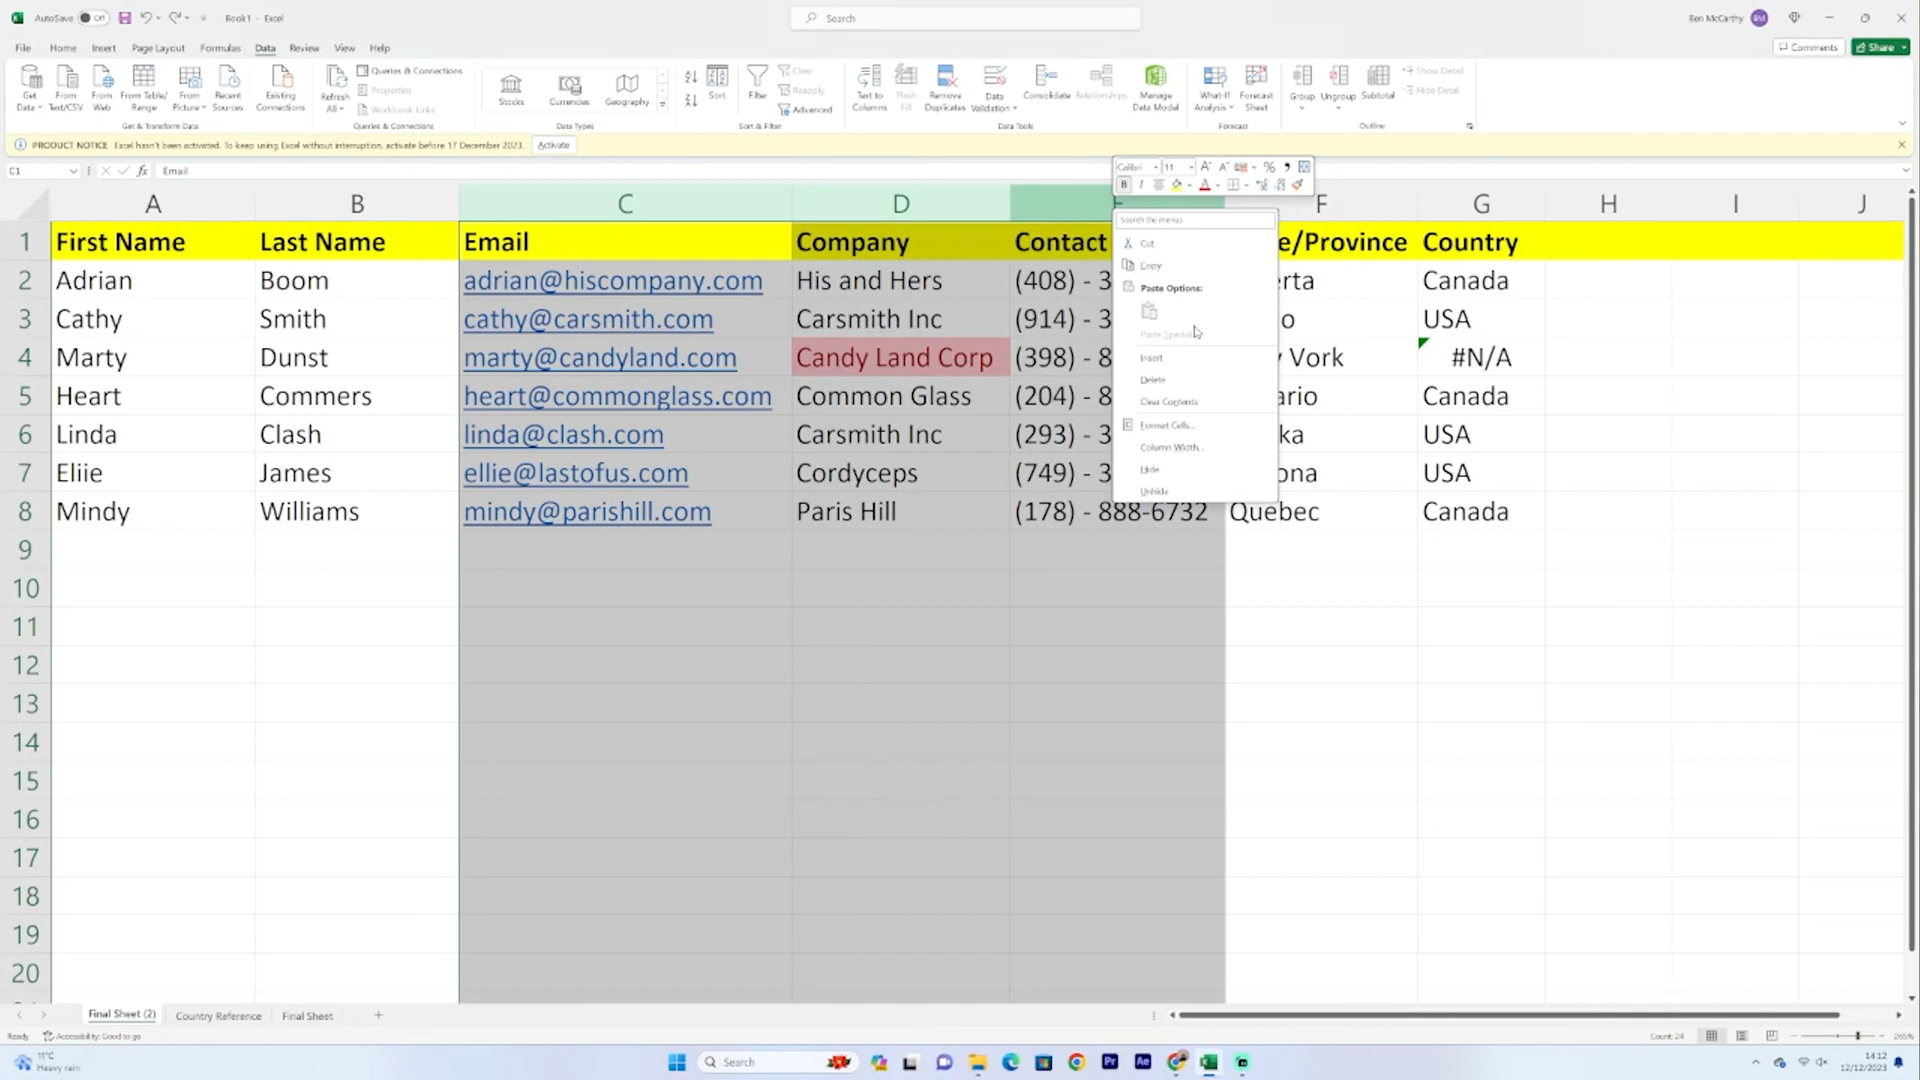 AutoSave Off Book1 - Excel Search Ben McCarthy BM
File Home Insert Page Layout Formulas Data Review View Help Comments Share
Get Data From Text/CSV From Web From Table/ Range From Picture Recent Sources Existing Connections
Get & Transform Data
Refresh All Queries & Connections Properties Workbook Links
Queries & Connections
Stocks Currencies Geography
Data Types
Sort Filter Clear Reapply Advanced
Sort & Filter
Text to Columns Flash Fill Remove Duplicates Data Validation Consolidate Relationships Manage Data Model
Data Tools
What-If Analysis Forecast Sheet
Forecast
Group Ungroup Subtotal Show Detail Hide Detail
Outline
PRODUCT NOTICE Excel hasn't been activated. To keep using Excel without interruption, activate before 17 December 2023. Activate
C1 fx Email
Calibri 11 A A % ,
B I A
A B C D F G H I J
1 First Name Last Name Email Company Contact e/Province Country
2 Adrian Boom adrian@hiscompany.com His and Hers (408) - 3 erta Canada
3 Cathy Smith cathy@carsmith.com Carsmith Inc (914) - 3 o USA
4 Marty Dunst marty@candyland.com Candy Land Corp (398) - 8 Vork #N/A
5 Heart Commers heart@commonglass.com Common Glass (204) - 8 ario Canada
6 Linda Clash linda@clash.com Carsmith Inc (293) - 3 ka USA
7 Eliie James ellie@lastofus.com Cordyceps (749) - 3 ona USA
8 Mindy Williams mindy@parishill.com Paris Hill (178) - 888-6732 Quebec Canada
9
10
11
12
13
14
15
16
17
18
19
20
Search the menus
Cut
Copy
Paste Options:
Paste Special
Insert
Delete
Clear Contents
Format Cells...
Column Width...
Hide
Unhide
Final Sheet (2) Country Reference Final Sheet +
Ready Accessibility: Good to go Count: 24 265%
11°C
Heavy rain
Search
Pr Ae
14:12
12/12/2023